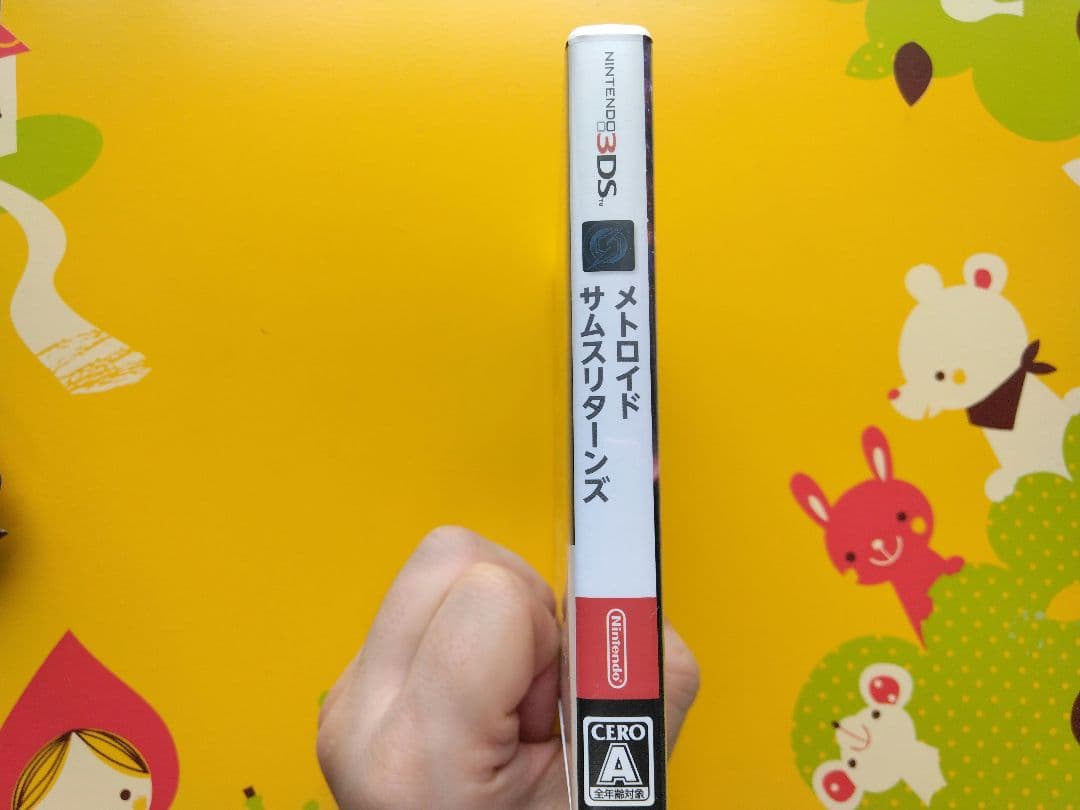 NINTENDO
3DS™
メトロイド
サムスリターンズ
Nintendo®
CERO
A
全年齢対象